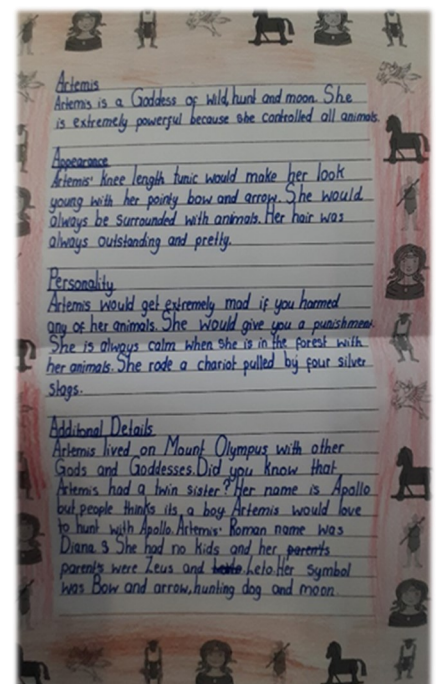 Artemis
Artemis is a Goddess of wild, hunt and moon. She
is extremely powerful because she controlled all animals.
Appearance
Artemis' knee length tunic would make her look
young with her pointy bow and arrow. She would
always be surrounded with animals. Her hair was
always outstanding and pretty.
Personality
Artemis would get extremely mad if you harmed
any of her animals. She would give you a punishment.
She is always calm when she is in the forest with
her animals. She rode a chariot pulled by four silver
stags.
Additonal Details
Artemis lived on Mount Olympus with other
Gods and Goddesses. Did you know that
Artemis had a twin sister? Her name is Apollo
but people thinks its a boy. Artemis would love
to hunt with Apollo. Artemis' Roman name was
Diana. She had no kids and her parents
parents were Zeus and Leto. Her symbol
was Bow and arrow, hunting dog and moon.